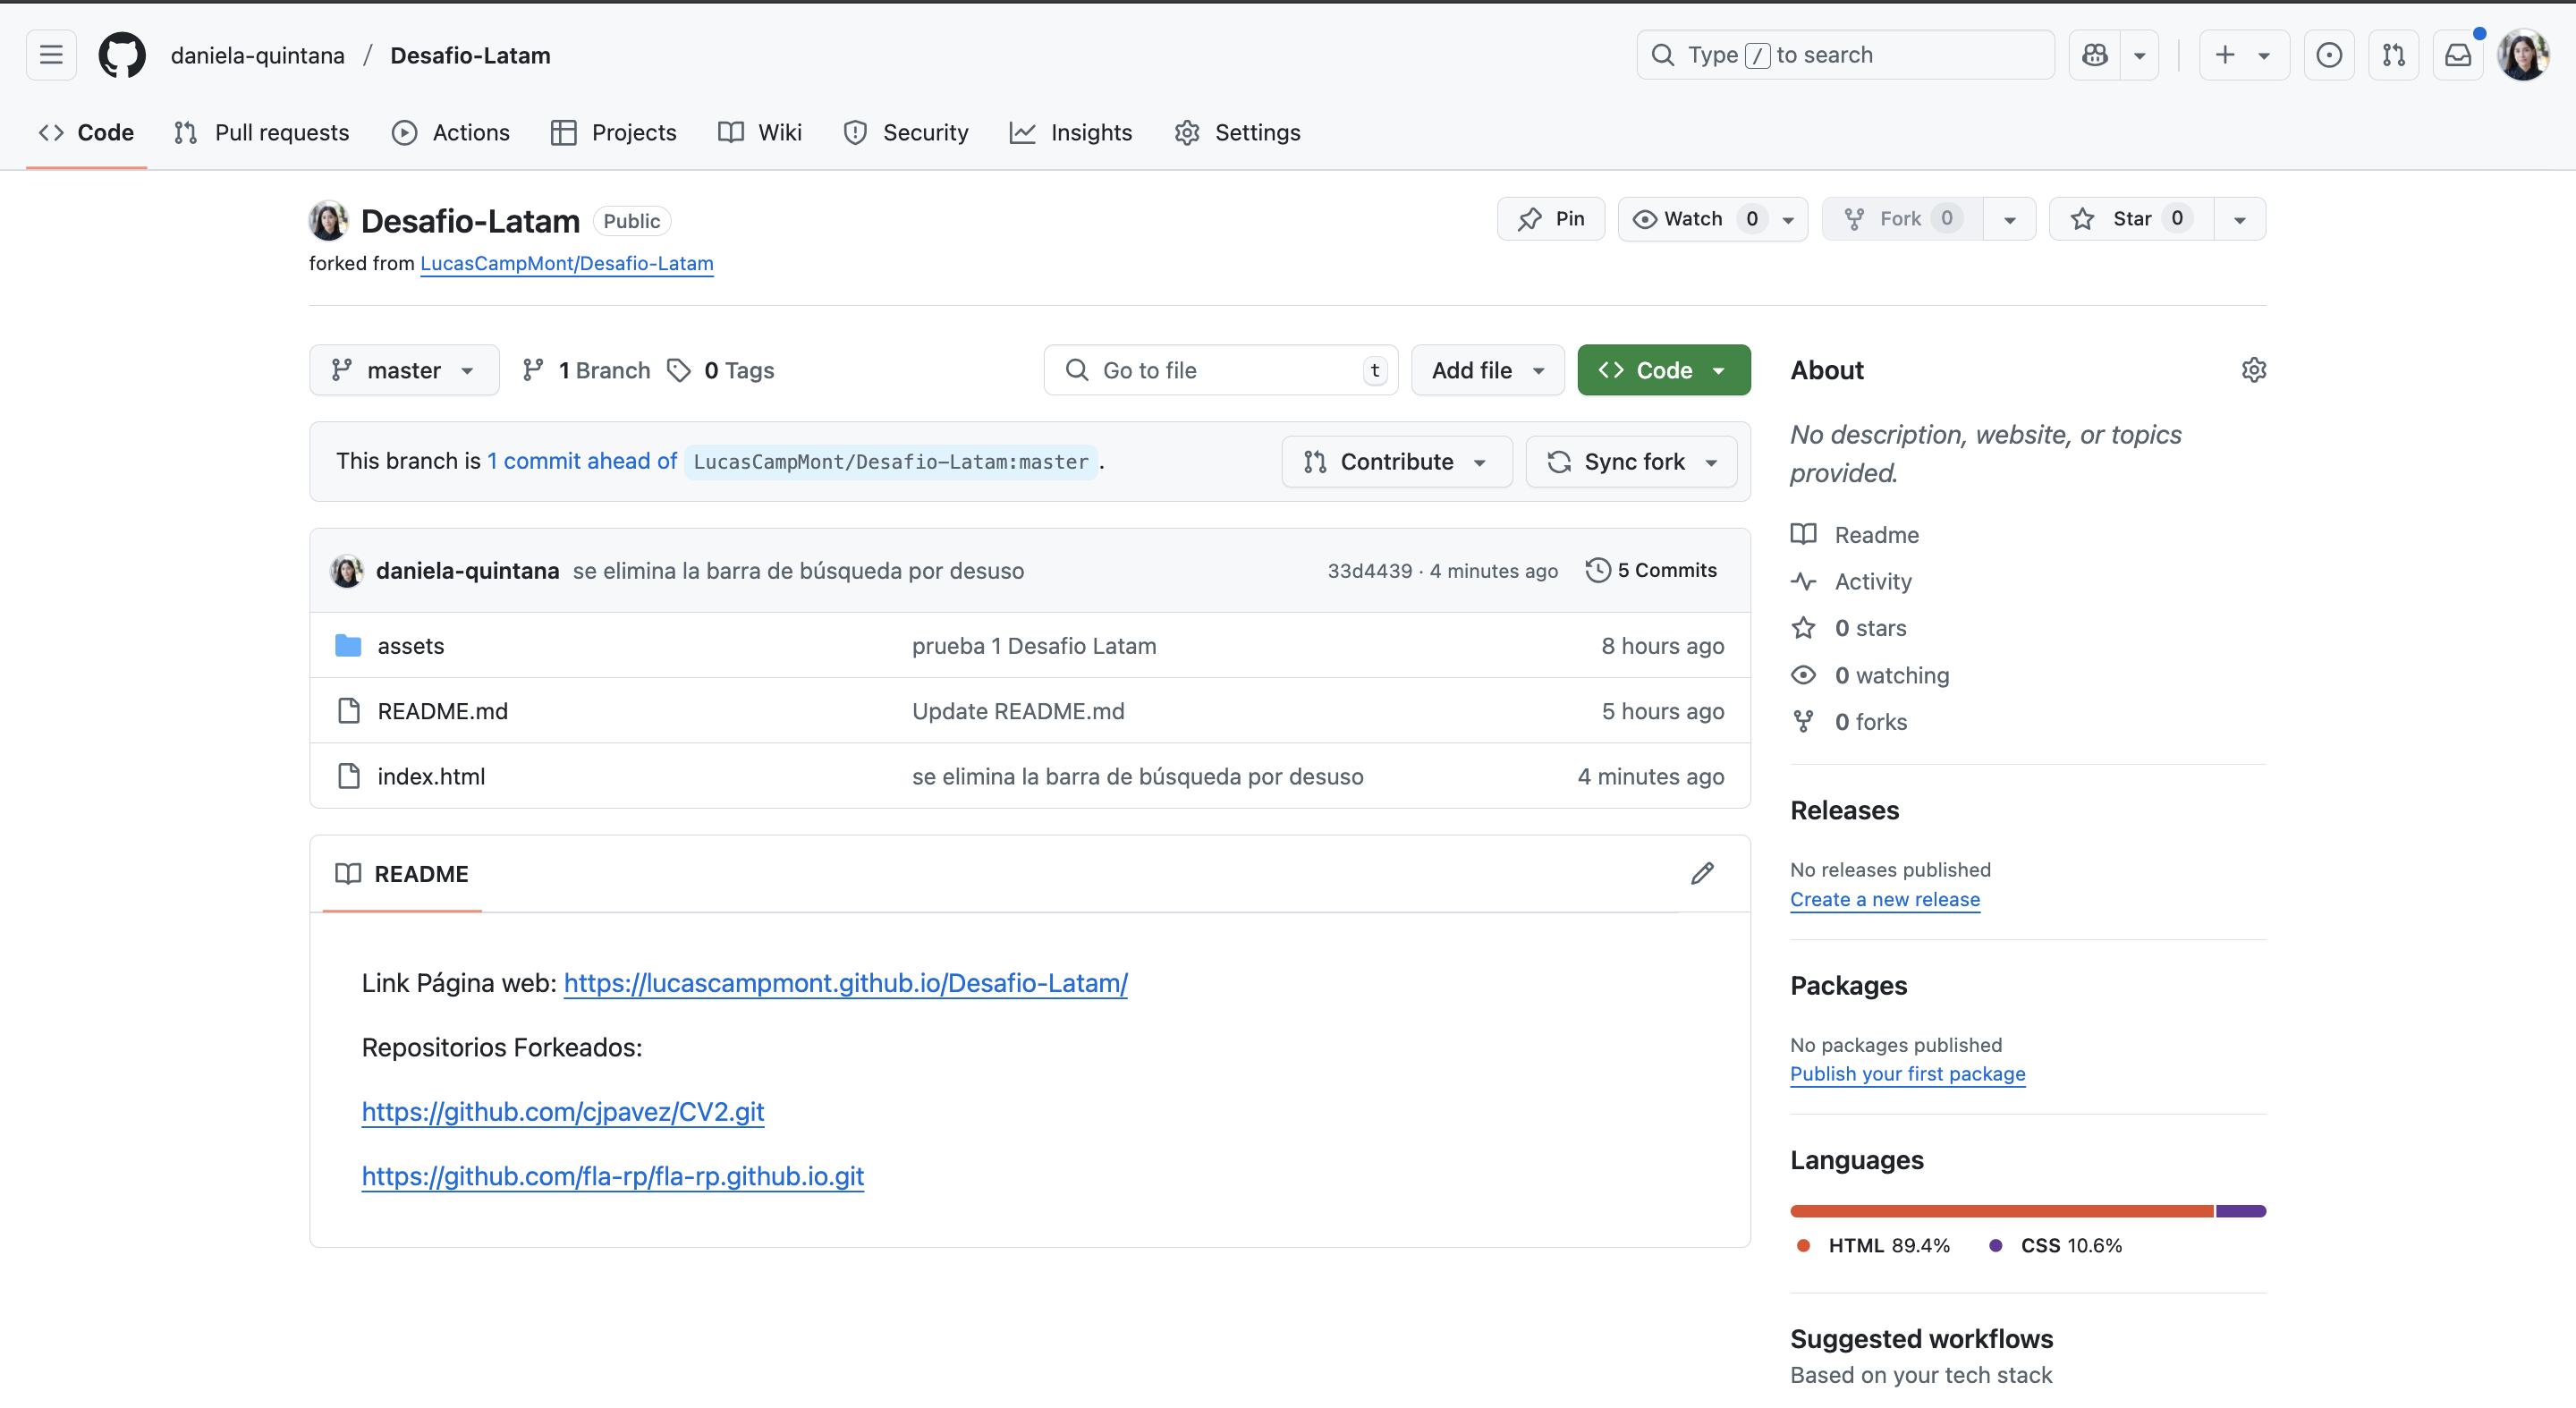 daniela-quintana / Desafio-Latam
Type / to search
Code Pull requests Actions Projects Wiki Security Insights Settings
Desafio-Latam Public
Pin Watch 0 Fork 0 Star 0
forked from LucasCampMont/Desafio-Latam
master 1 Branch 0 Tags Go to file t Add file Code
This branch is 1 commit ahead of LucasCampMont/Desafio-Latam:master . Contribute Sync fork
daniela-quintana se elimina la barra de búsqueda por desuso 33d4439 · 4 minutes ago 5 Commits
assets prueba 1 Desafio Latam 8 hours ago
README.md Update README.md 5 hours ago
index.html se elimina la barra de búsqueda por desuso 4 minutes ago
README
Link Página web: https://lucascampmont.github.io/Desafio-Latam/
Repositorios Forkeados:
https://github.com/cjpavez/CV2.git
https://github.com/fla-rp/fla-rp.github.io.git
About
No description, website, or topics
provided.
Readme
Activity
0 stars
0 watching
0 forks
Releases
No releases published
Create a new release
Packages
No packages published
Publish your first package
Languages
HTML 89.4% CSS 10.6%
Suggested workflows
Based on your tech stack